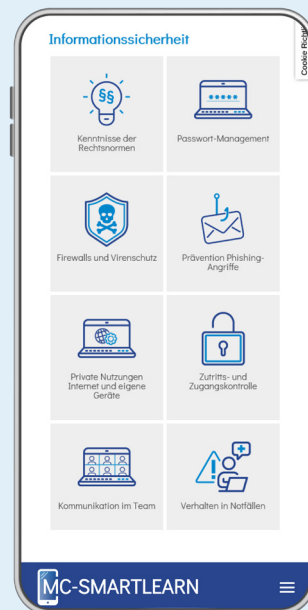 Informationssicherheit
Cookie Richtli
§§
Kenntnisse der
Rechtsnormen
Passwort-Management
Firewalls und Virenschutz
Prävention Phishing-
Angriffe
Private Nutzungen
Internet und eigene
Geräte
Zutritts- und
Zugangskontrolle
Kommunikation im Team
Verhalten in Notfällen
MC-SMARTLEARN